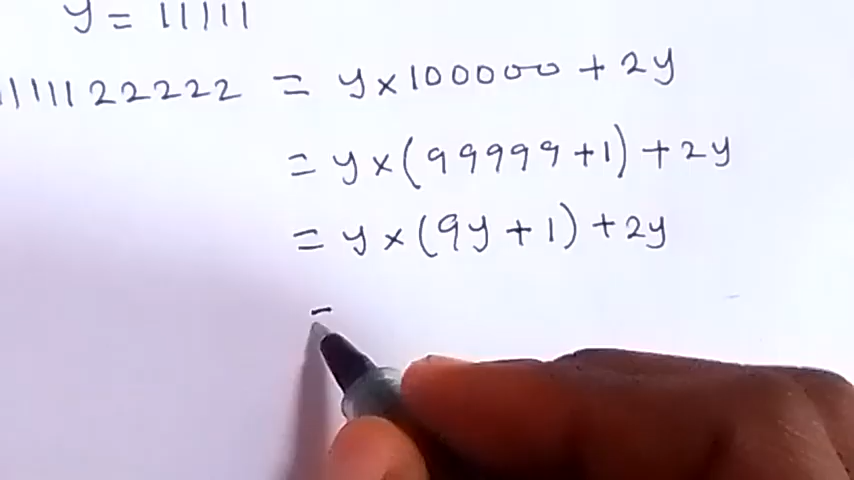 y = 11111
1111122222 = y×100000 + 2y
= y×(99999+1) + 2y
= y×(9y+1) + 2y
-